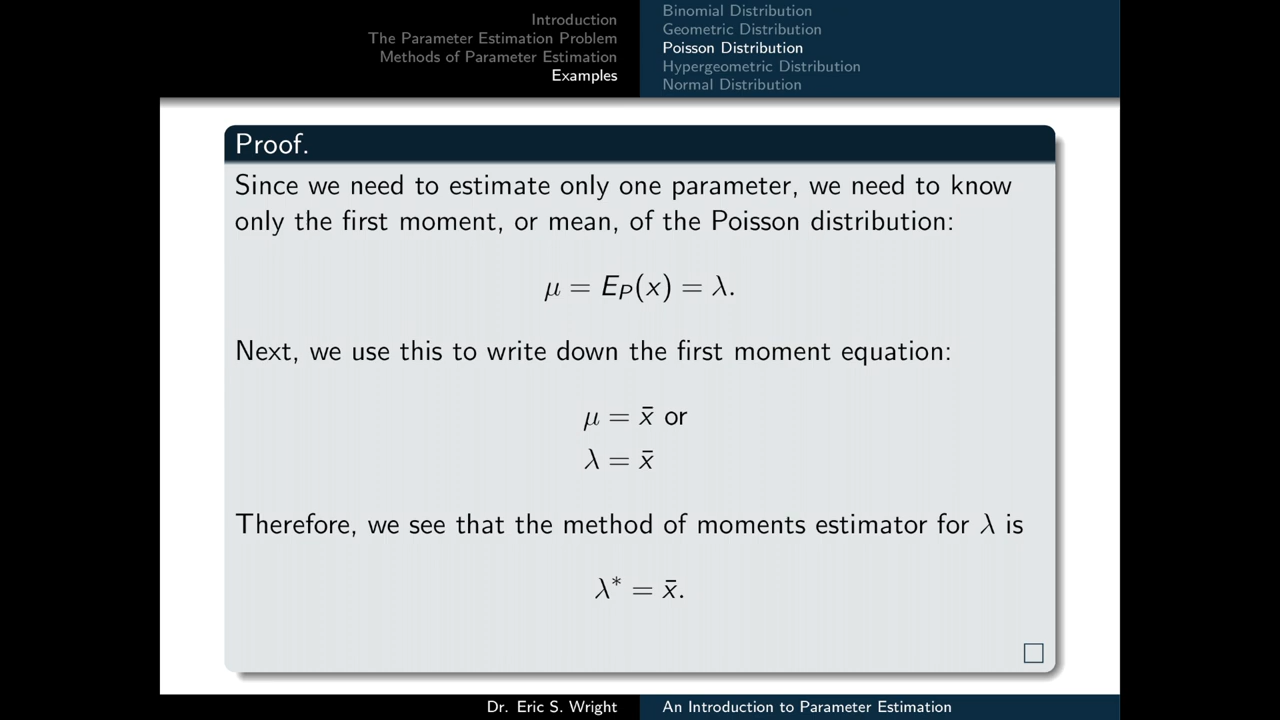 Introduction
The Parameter Estimation Problem
Methods of Parameter Estimation
Examples
Binomial Distribution
Geometric Distribution
Poisson Distribution
Hypergeometric Distribution
Normal Distribution
Proof.
Since we need to estimate only one parameter, we need to know
only the first moment, or mean, of the Poisson distribution:
μ = E_P(x) = λ.
Next, we use this to write down the first moment equation:
μ = x̄ or
λ = x̄
Therefore, we see that the method of moments estimator for λ is
λ* = x̄.
□
Dr. Eric S. Wright
An Introduction to Parameter Estimation